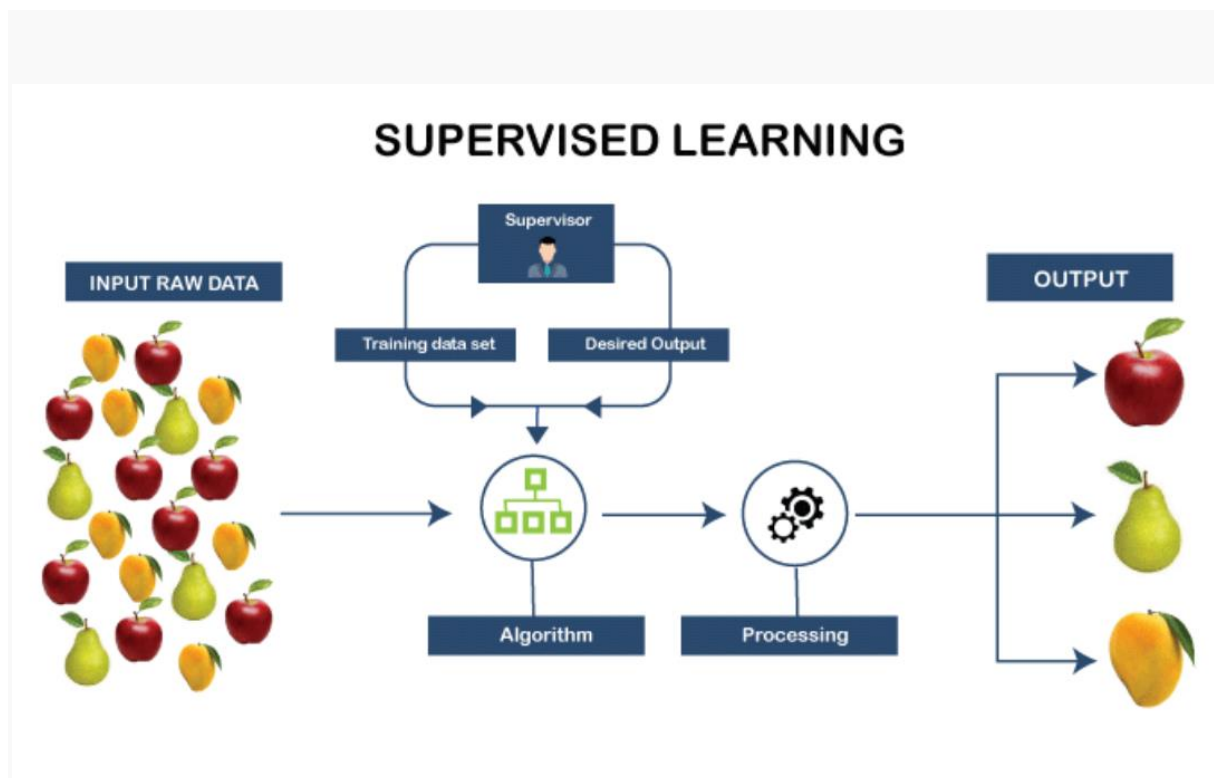 SUPERVISED LEARNING
Supervisor
INPUT RAW DATA
OUTPUT
Training data set
Desired Output
Algorithm
Processing